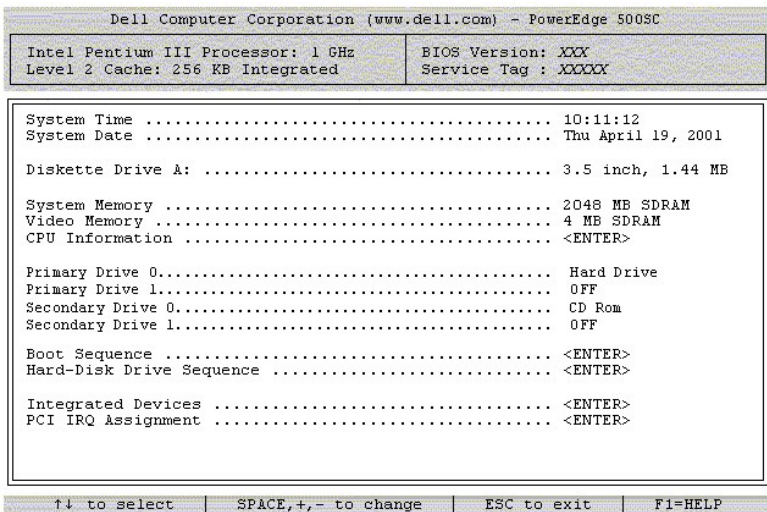 Dell Computer Corporation (www.dell.com) - PowerEdge 500SC
Intel Pentium III Processor: 1 GHz
Level 2 Cache: 256 KB Integrated
BIOS Version: XXX
Service Tag : XXXXX
System Time ......................................... 10:11:12
System Date ......................................... Thu April 19, 2001
Diskette Drive A: ................................... 3.5 inch, 1.44 MB
System Memory ....................................... 2048 MB SDRAM
Video Memory ........................................ 4 MB SDRAM
CPU Information ..................................... <ENTER>
Primary Drive 0........................................ Hard Drive
Primary Drive 1........................................ OFF
Secondary Drive 0...................................... CD Rom
Secondary Drive 1...................................... OFF
Boot Sequence ....................................... <ENTER>
Hard-Disk Drive Sequence ............................ <ENTER>
Integrated Devices .................................. <ENTER>
PCI IRQ Assignment .................................. <ENTER>
↑↓ to select | SPACE,+,- to change | ESC to exit | F1=HELP